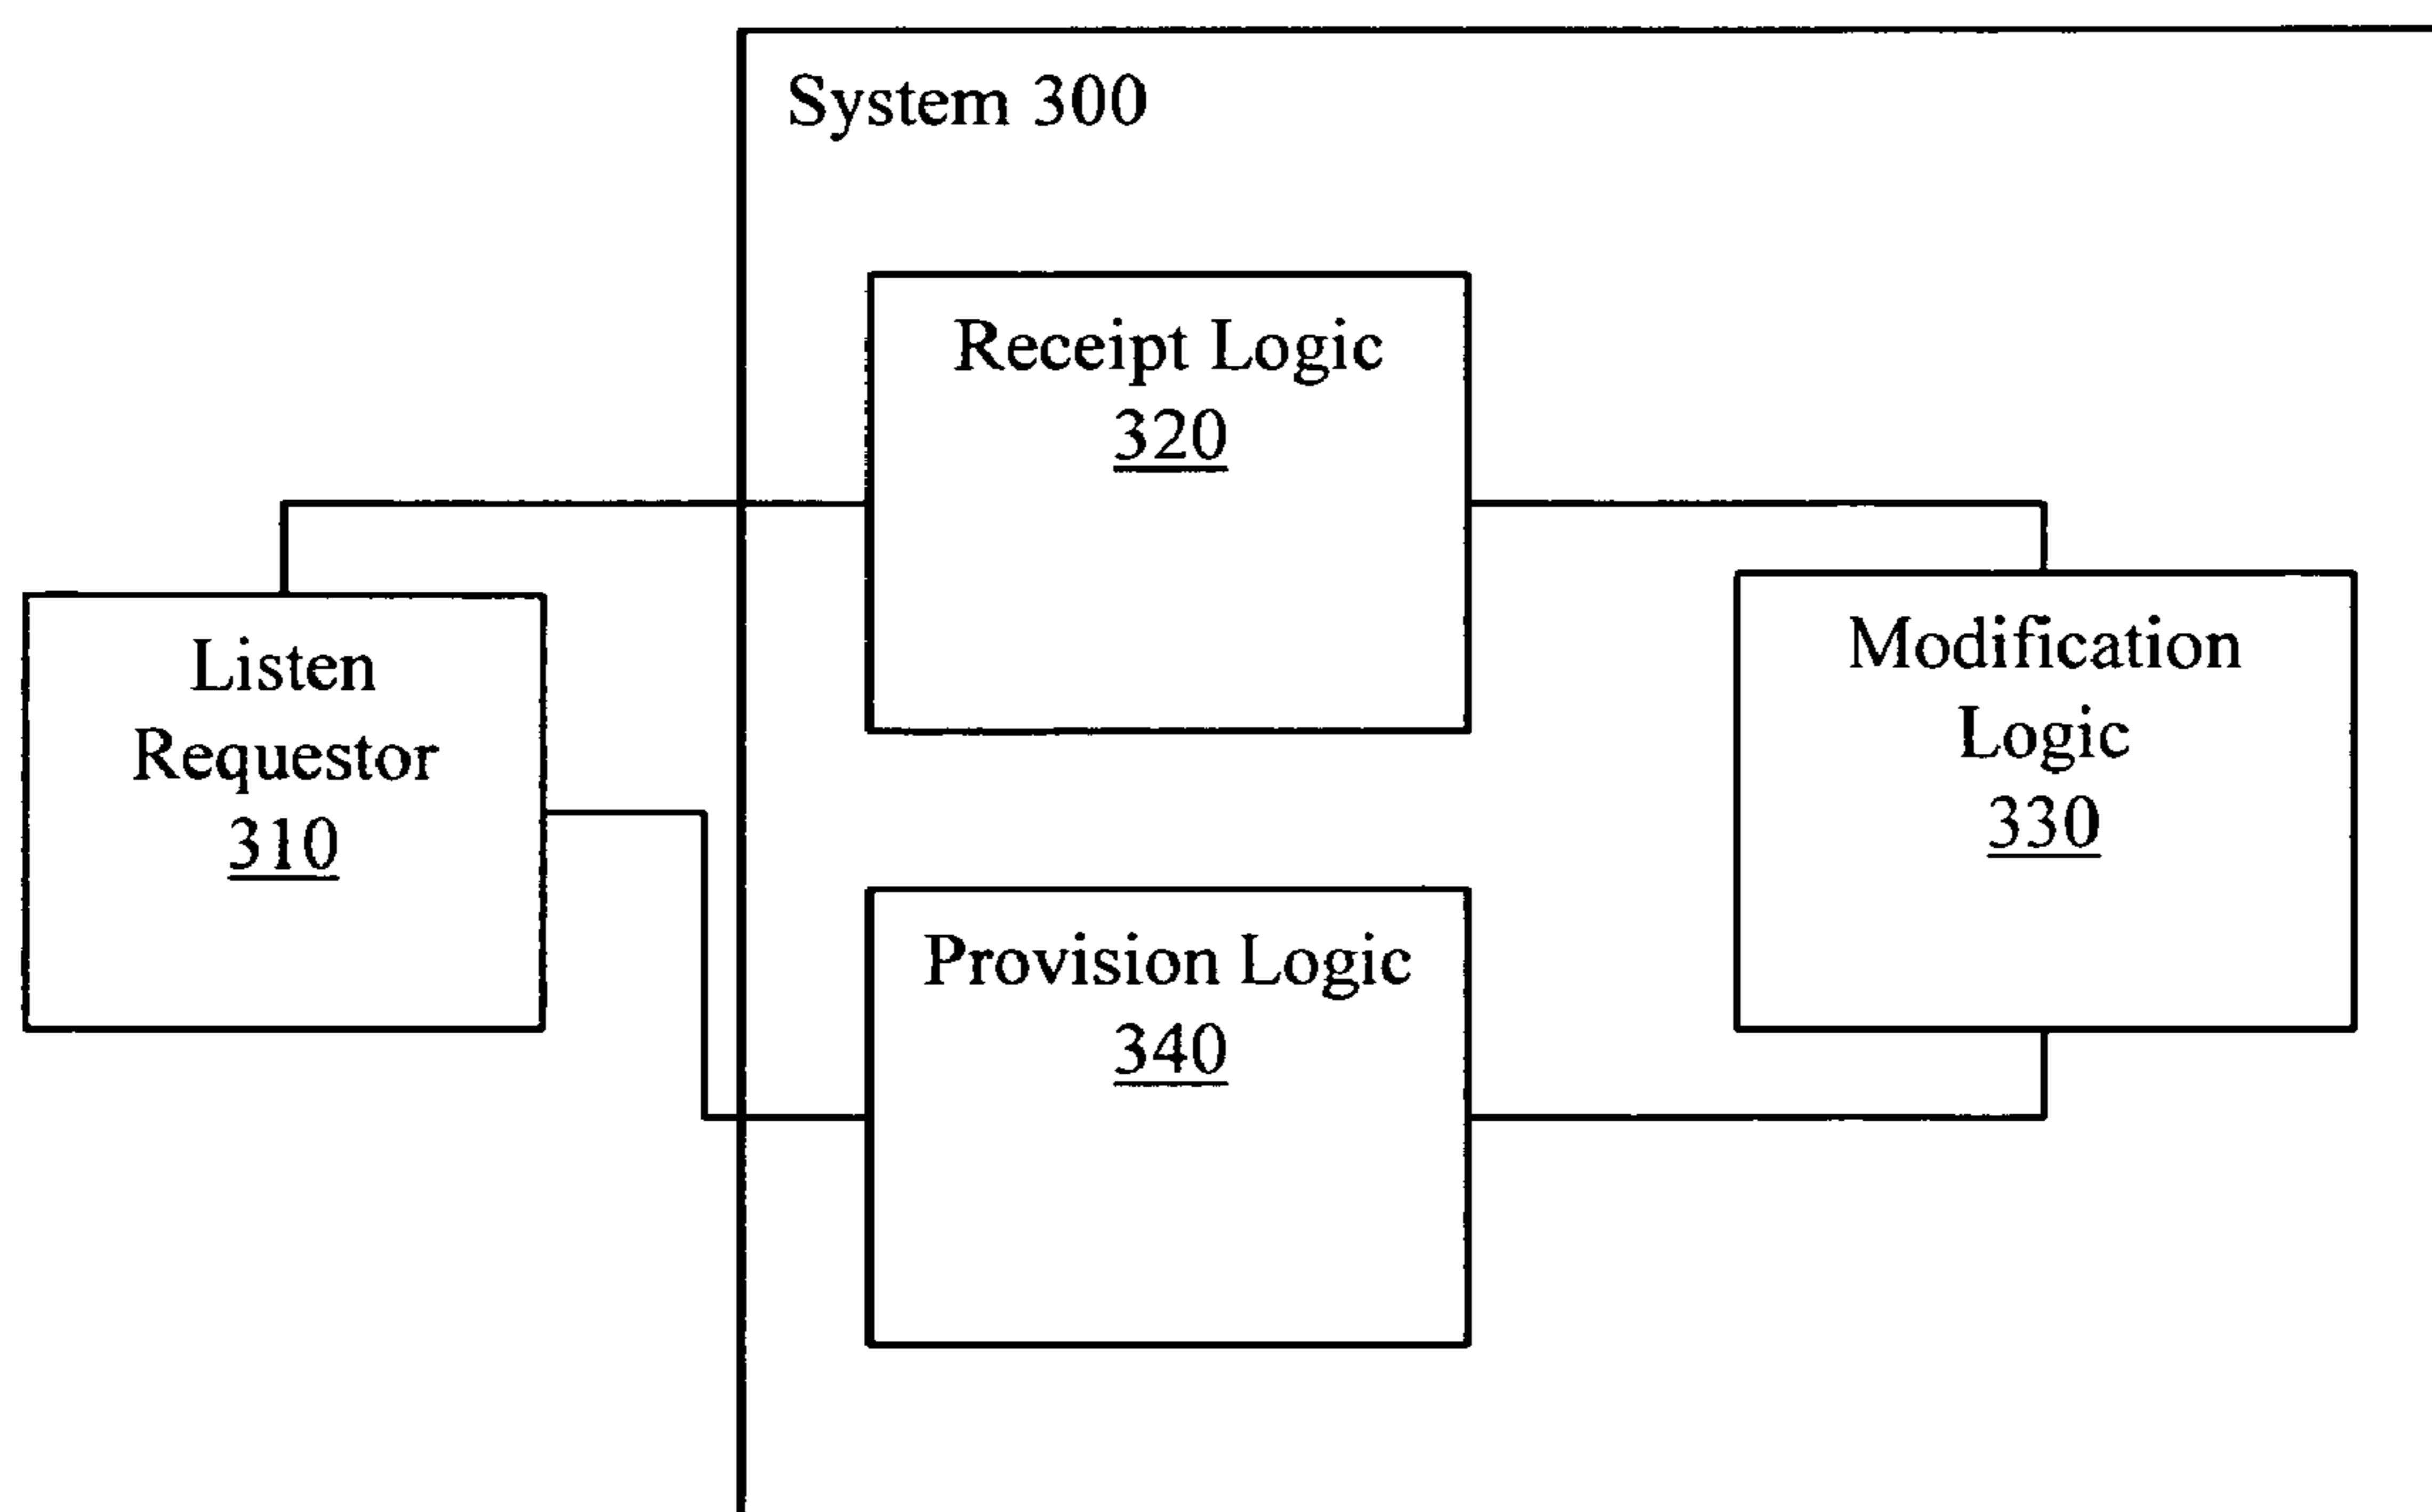 System 300
Receipt Logic
320
Listen
Requestor
310
Modification
Logic
330
Provision Logic
340